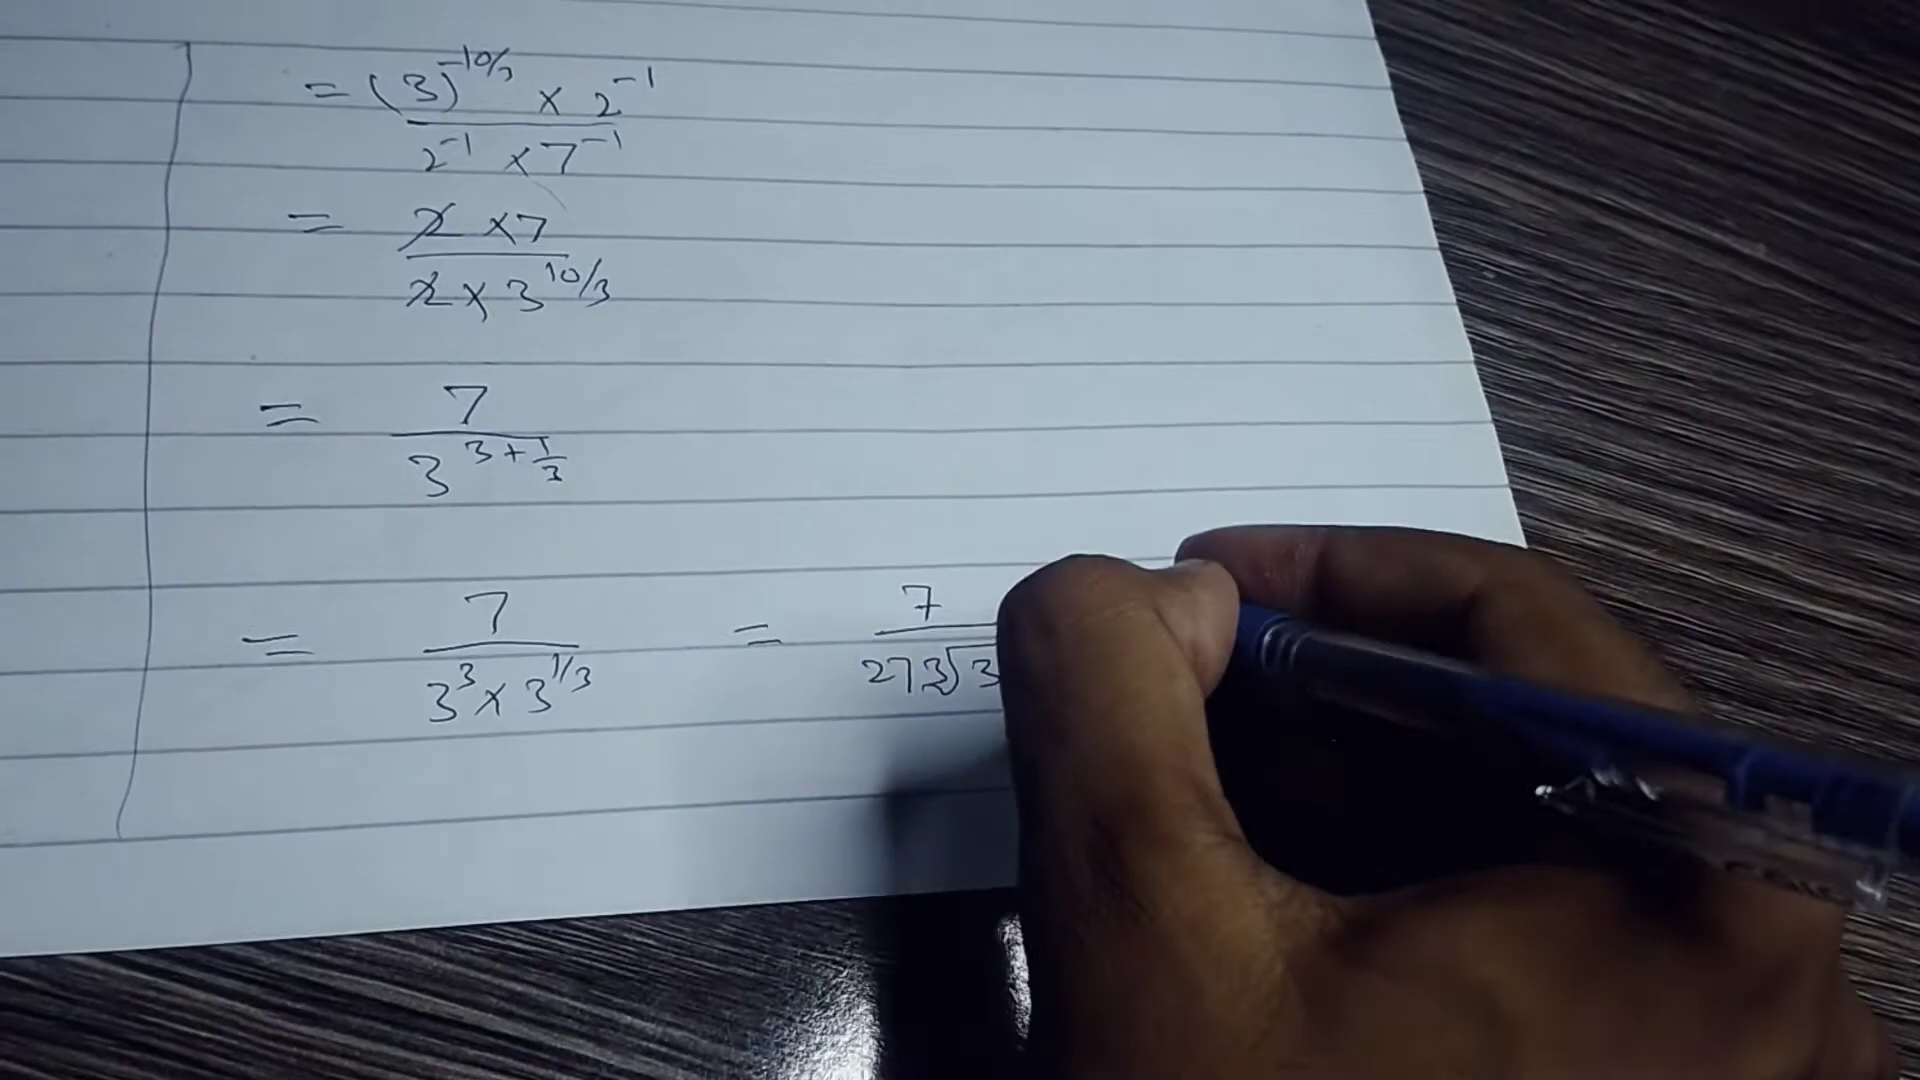 = (3)^-10/3 × 2^-1
2^-1 × 7^-1
= 2 × 7
2 × 3^10/3
= 7
3^3+1/3
= 7 = 7
3^3 × 3^1/3 27 ∛3